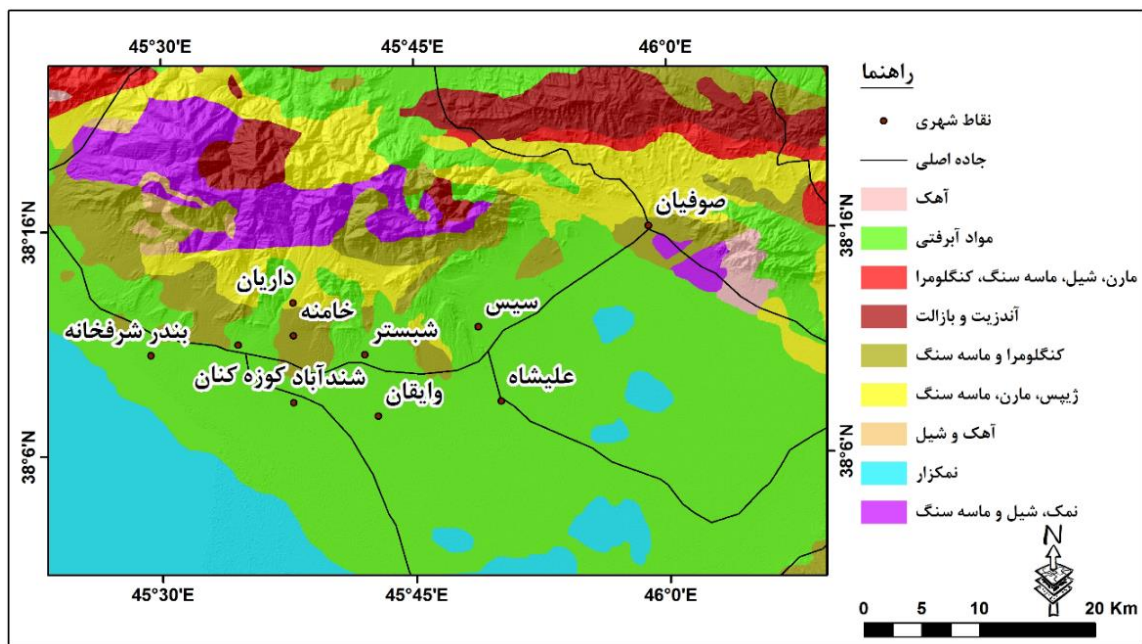 45°30'E
45°45'E
46°0'E
38°16'N
38°16'N
صوفیان
داریان
خامنه
سیس
شبستر
بندر شرفخانه
شندآباد کوزه کنان
علیشاه
وایقان
38°6'N
38°6'N
45°30'E
45°45'E
46°0'E
راهنما
نقاط شهری
جاده اصلی
آهک
مواد آبرفتی
مارن، شیل، ماسه سنگ، کنگلومرا
آندزیت و بازالت
کنگلومرا و ماسه سنگ
ژیپس، مارن، ماسه سنگ
آهک و شیل
نمکزار
نمک، شیل و ماسه سنگ
N
0 5 10 20 Km